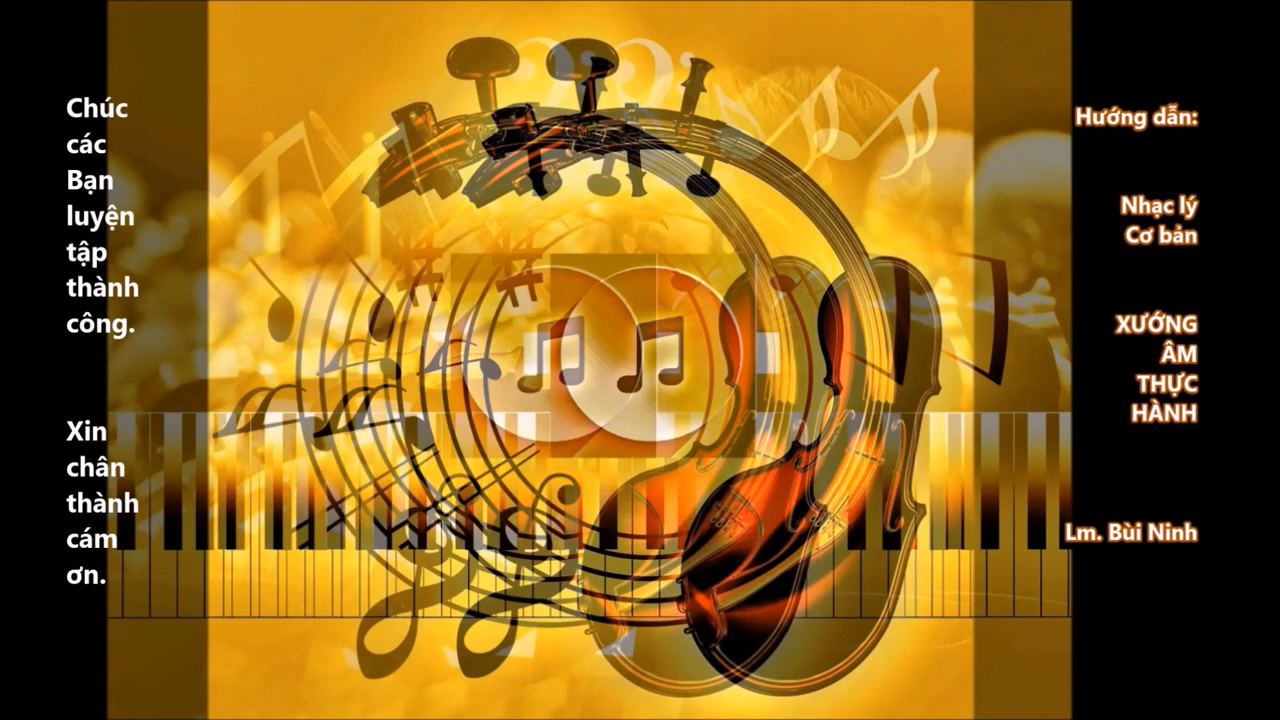 Chúc
các
Bạn
luyện
tập
thành
công.
Xin
chân
thành
cám
ơn.
Hướng dẫn:
Nhạc lý
Cơ bản
XƯỚNG
ÂM
THỰC
HÀNH
Lm. Bùi Ninh